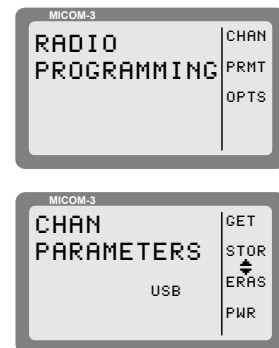 MICOM-3
RADIO
PROGRAMMING
CHAN
PRMT
OPTS
MICOM-3
CHAN
PARAMETERS
USB
GET
STOR
ERAS
PWR